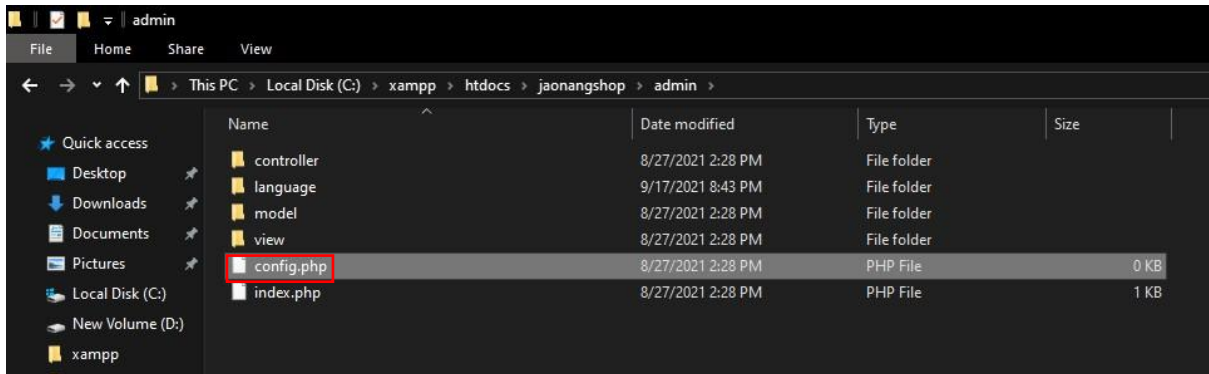 admin
File Home Share View
This PC > Local Disk (C:) > xampp > htdocs > jaonangshop > admin >
Name Date modified Type Size
Quick access
Desktop
Downloads
Documents
Pictures
Local Disk (C:)
New Volume (D:)
xampp
controller 8/27/2021 2:28 PM File folder
language 9/17/2021 8:43 PM File folder
model 8/27/2021 2:28 PM File folder
view 8/27/2021 2:28 PM File folder
config.php 8/27/2021 2:28 PM PHP File 0 KB
index.php 8/27/2021 2:28 PM PHP File 1 KB